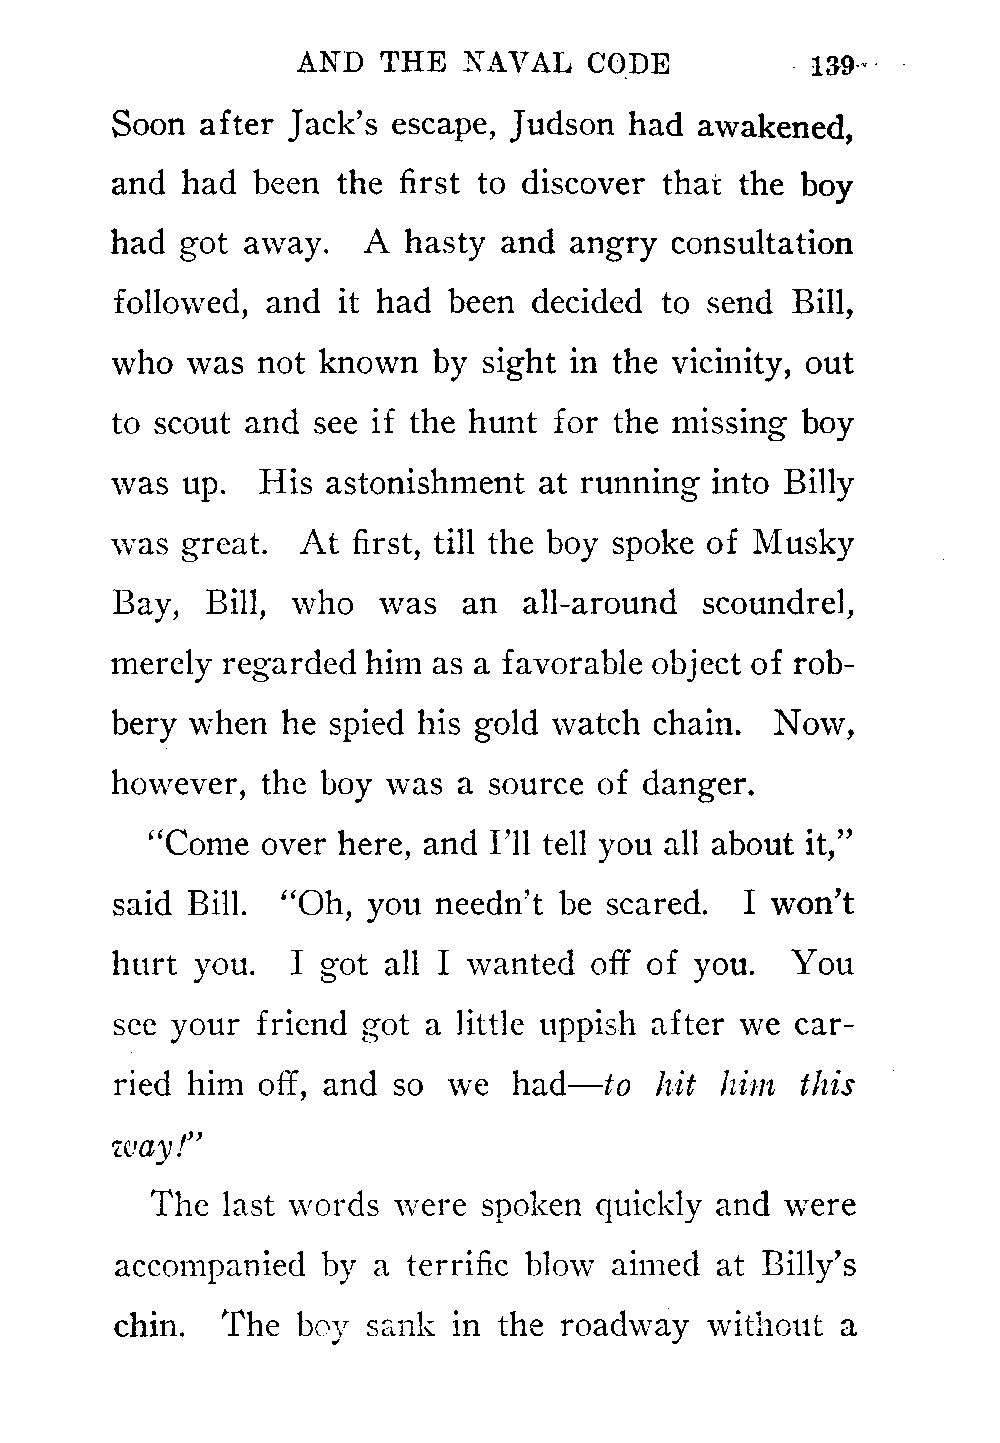 AND THE NAVAL CODE 139
Soon after Jack's escape, Judson had awakened,
and had been the first to discover that the boy
had got away. A hasty and angry consultation
followed, and it had been decided to send Bill,
who was not known by sight in the vicinity, out
to scout and see if the hunt for the missing boy
was up. His astonishment at running into Billy
was great. At first, till the boy spoke of Musky
Bay, Bill, who was an all-around scoundrel,
merely regarded him as a favorable object of rob-
bery when he spied his gold watch chain. Now,
however, the boy was a source of danger.
"Come over here, and I'll tell you all about it,"
said Bill. "Oh, you needn't be scared. I won't
hurt you. I got all I wanted off of you. You
see your friend got a little uppish after we car-
ried him off, and so we had—to hit him this
way!"
The last words were spoken quickly and were
accompanied by a terrific blow aimed at Billy's
chin. The boy sank in the roadway without a